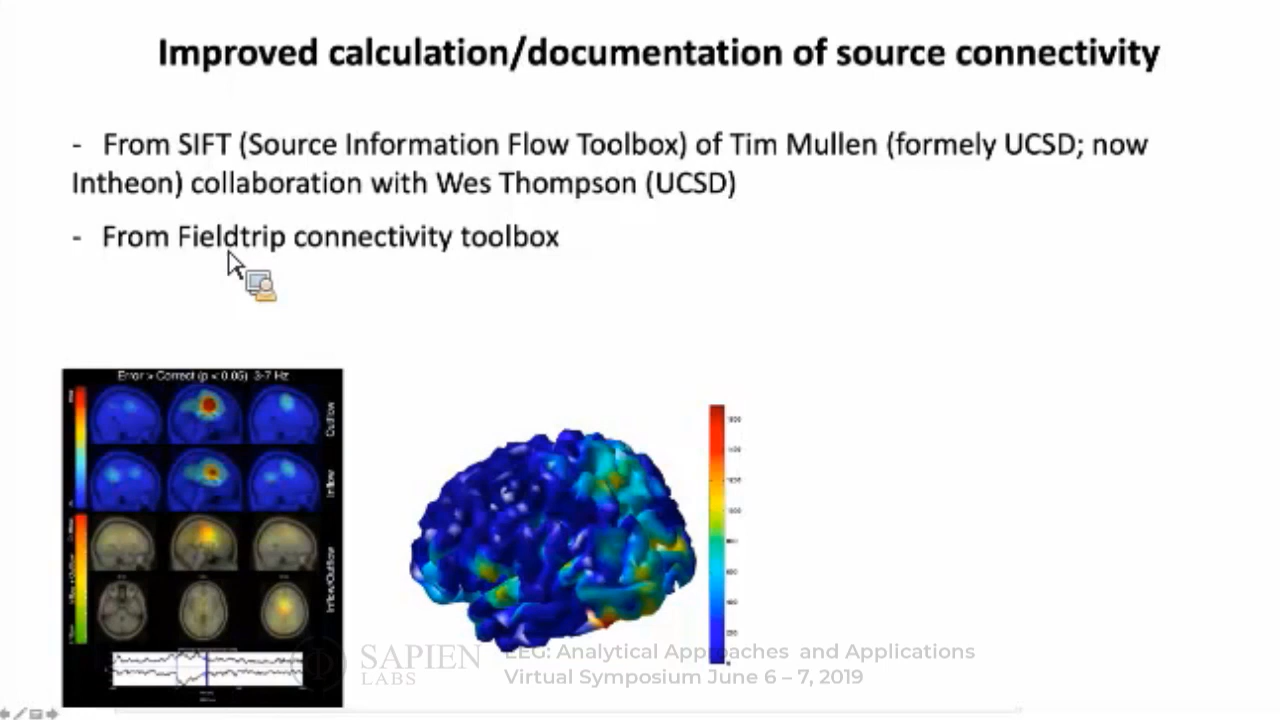 Improved calculation/documentation of source connectivity
- From SIFT (Source Information Flow Toolbox) of Tim Mullen (formely UCSD; now
Intheon) collaboration with Wes Thompson (UCSD)
- From Fieldtrip connectivity toolbox
Error > Correct (p < 0.05) 3-7 Hz
Outflow
Inflow
Inflow/Outflow
SAPIEN
LABS
EEG: Analytical Approaches and Applications
Virtual Symposium June 6 – 7, 2019